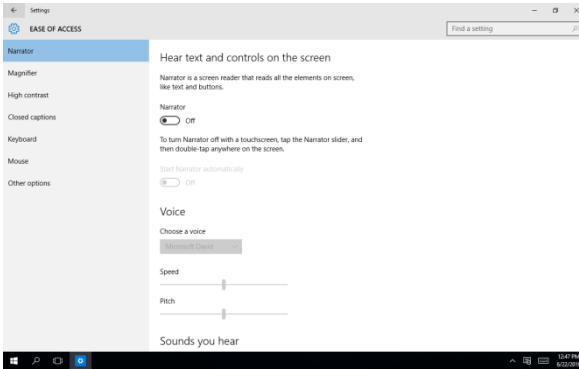 Settings
EASE OF ACCESS
Find a setting
Narrator
Magnifier
High contrast
Closed captions
Keyboard
Mouse
Other options
Hear text and controls on the screen
Narrator is a screen reader that reads all the elements on screen,
like text and buttons.
Narrator
Off
To turn Narrator off with a touchscreen, tap the Narrator slider, and
then double-tap anywhere on the screen.
Start Narrator automatically
Off
Voice
Choose a voice
Microsoft David
Speed
Pitch
Sounds you hear
12:47 PM